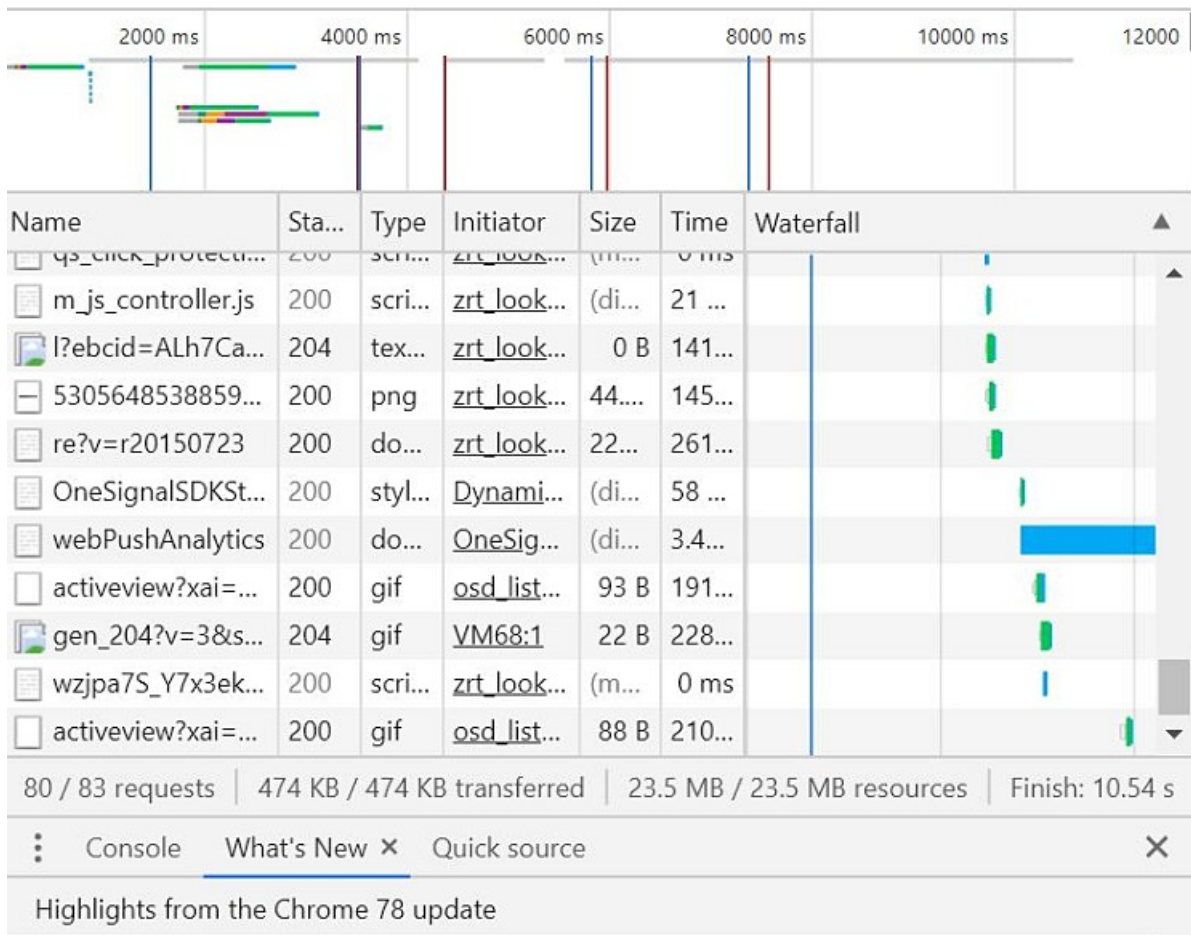 2000 ms 4000 ms 6000 ms 8000 ms 10000 ms 12000
Name Sta... Type Initiator Size Time Waterfall
qs_click_protecti... 200 scri... zrt_look... (m... 0 ms
m_js_controller.js 200 scri... zrt_look... (di... 21 ...
l?ebcid=ALh7Ca... 204 tex... zrt_look... 0 B 141...
5305648538859... 200 png zrt_look... 44.... 145...
re?v=r20150723 200 do... zrt_look... 22... 261...
OneSignalSDKSt... 200 styl... Dynami... (di... 58 ...
webPushAnalytics 200 do... OneSig... (di... 3.4...
activeview?xai=... 200 gif osd_list... 93 B 191...
gen_204?v=3&s... 204 gif VM68:1 22 B 228...
wzjpa7S_Y7x3ek... 200 scri... zrt_look... (m... 0 ms
activeview?xai=... 200 gif osd_list... 88 B 210...
80 / 83 requests 474 KB / 474 KB transferred 23.5 MB / 23.5 MB resources Finish: 10.54 s
Console What's New × Quick source
Highlights from the Chrome 78 update